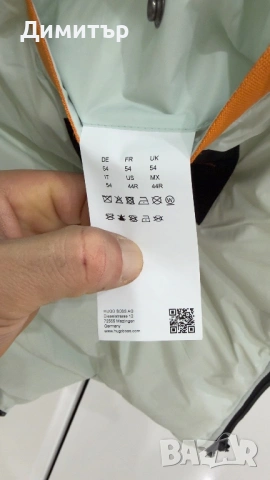 Димитър
DE FR UK
54 54 54
IT US MX
54 44R 44R
HUGO BOSS AG
Dieselstrasse 12
72555 Metzingen
Germany
www.hugoboss.com
BAZAR